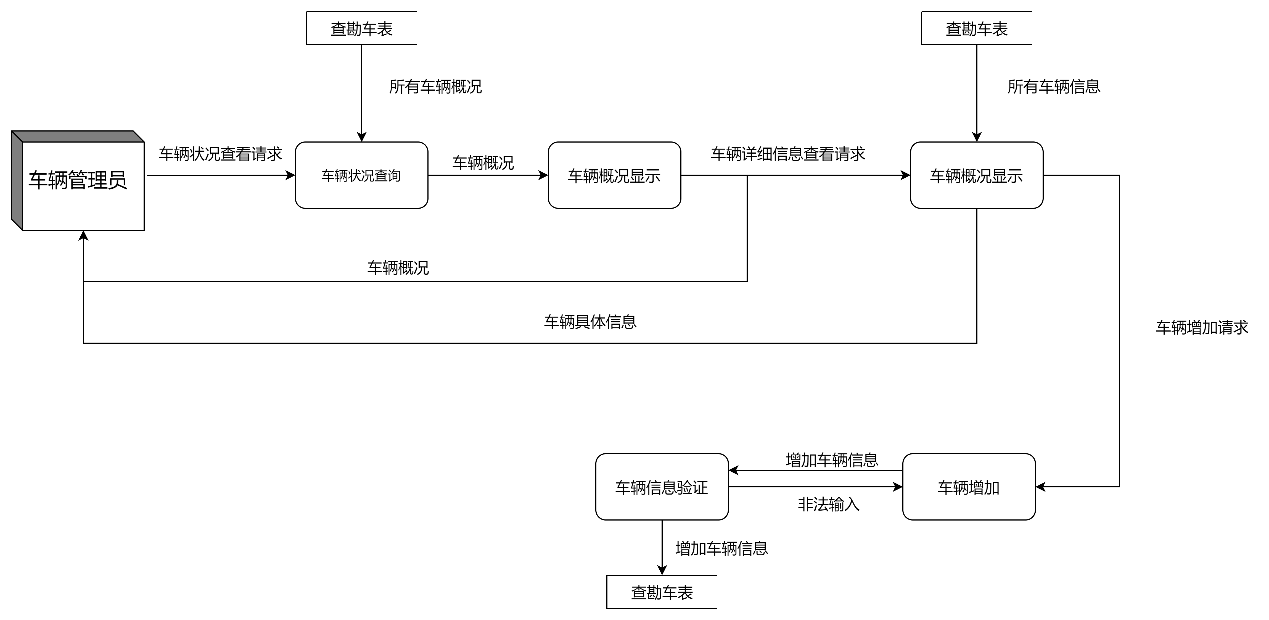 查勘车表
查勘车表
所有车辆概况
所有车辆信息
车辆管理员
车辆状况查看请求
车辆状况查询
车辆概况
车辆概况显示
车辆详细信息查看请求
车辆概况显示
车辆概况
车辆具体信息
车辆增加请求
车辆信息验证
增加车辆信息
非法输入
车辆增加
增加车辆信息
查勘车表